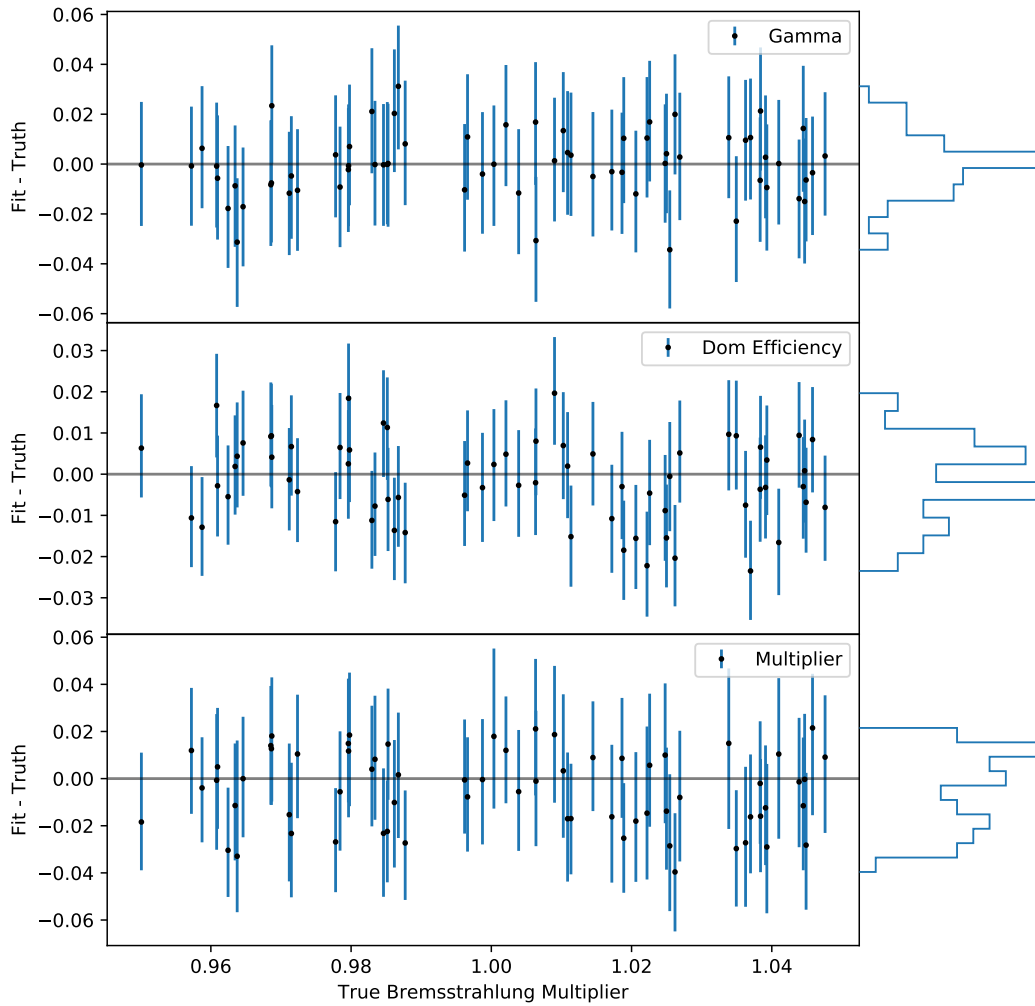 0.06
Gamma
0.04
0.02
0.00
−0.02
−0.04
−0.06
Fit - Truth
0.03
Dom Efficiency
0.02
0.01
0.00
−0.01
−0.02
−0.03
Fit - Truth
0.06
Multiplier
0.04
0.02
0.00
−0.02
−0.04
−0.06
Fit - Truth
0.96 0.98 1.00 1.02 1.04
True Bremsstrahlung Multiplier